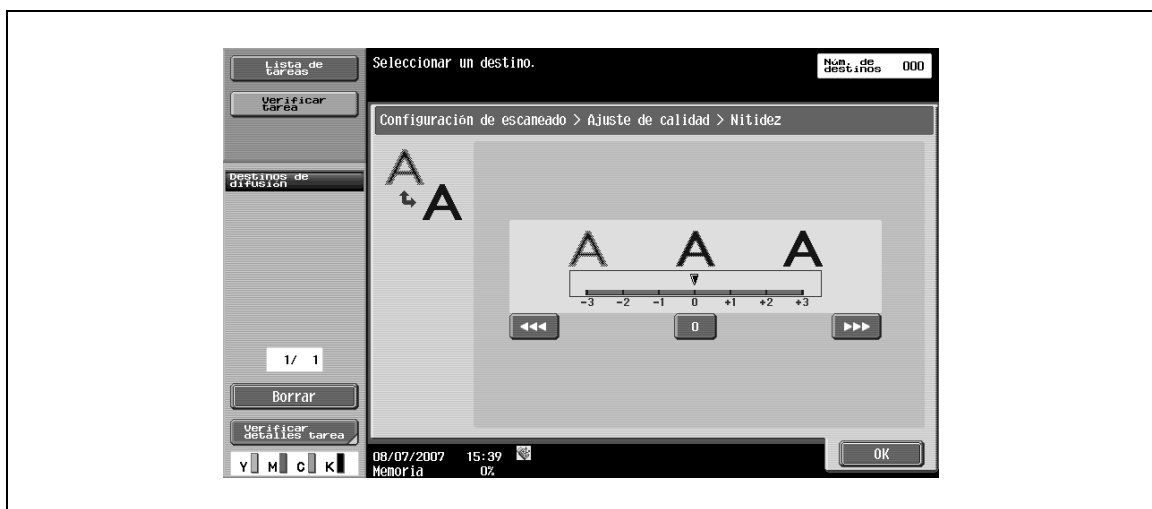 Lista de
tareas
Seleccionar un destino.
Núm. de
destinos
000
Verificar
tarea
Configuración de escaneado > Ajuste de calidad > Nitidez
Destinos de
difusión
A
A
A A A
-3 -2 -1 0 +1 +2 +3
0
1/ 1
Borrar
Verificar
detalles tarea
Y M C K
08/07/2007 15:39
Memoria 0%
OK